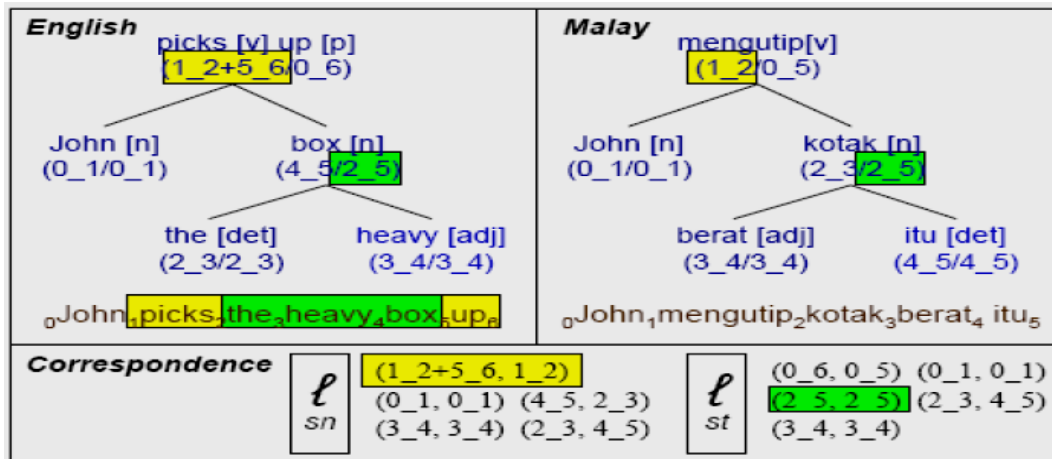 English
picks [v] up [p]
(1_2+5_6/0_6)
John [n] box [n]
(0_1/0_1) (4_5/2_5)
the [det] heavy [adj]
(2_3/2_3) (3_4/3_4)
0John1picks2the3heavy4box5up6
Malay
mengutip[v]
(1_2/0_5)
John [n] kotak [n]
(0_1/0_1) (2_3/2_5)
berat [adj] itu [det]
(3_4/3_4) (4_5/4_5)
0John1mengutip2kotak3berat4 itu5
Correspondence
ℓ sn
(1_2+5_6, 1_2)
(0_1, 0_1) (4_5, 2_3)
(3_4, 3_4) (2_3, 4_5)
ℓ st
(0_6, 0_5) (0_1, 0_1)
(2_5, 2_5) (2_3, 4_5)
(3_4, 3_4)